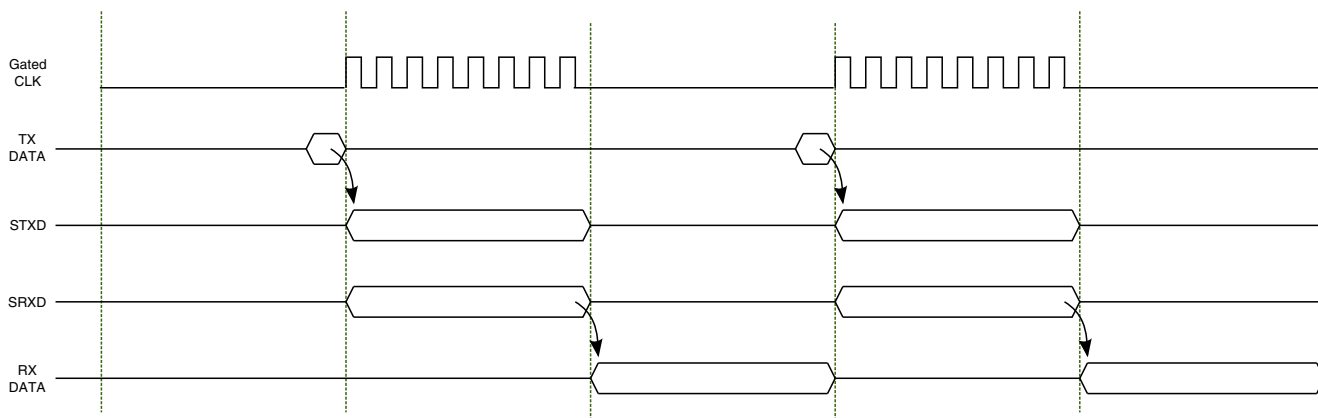 Gated
CLK
TX
DATA
STXD
SRXD
RX
DATA